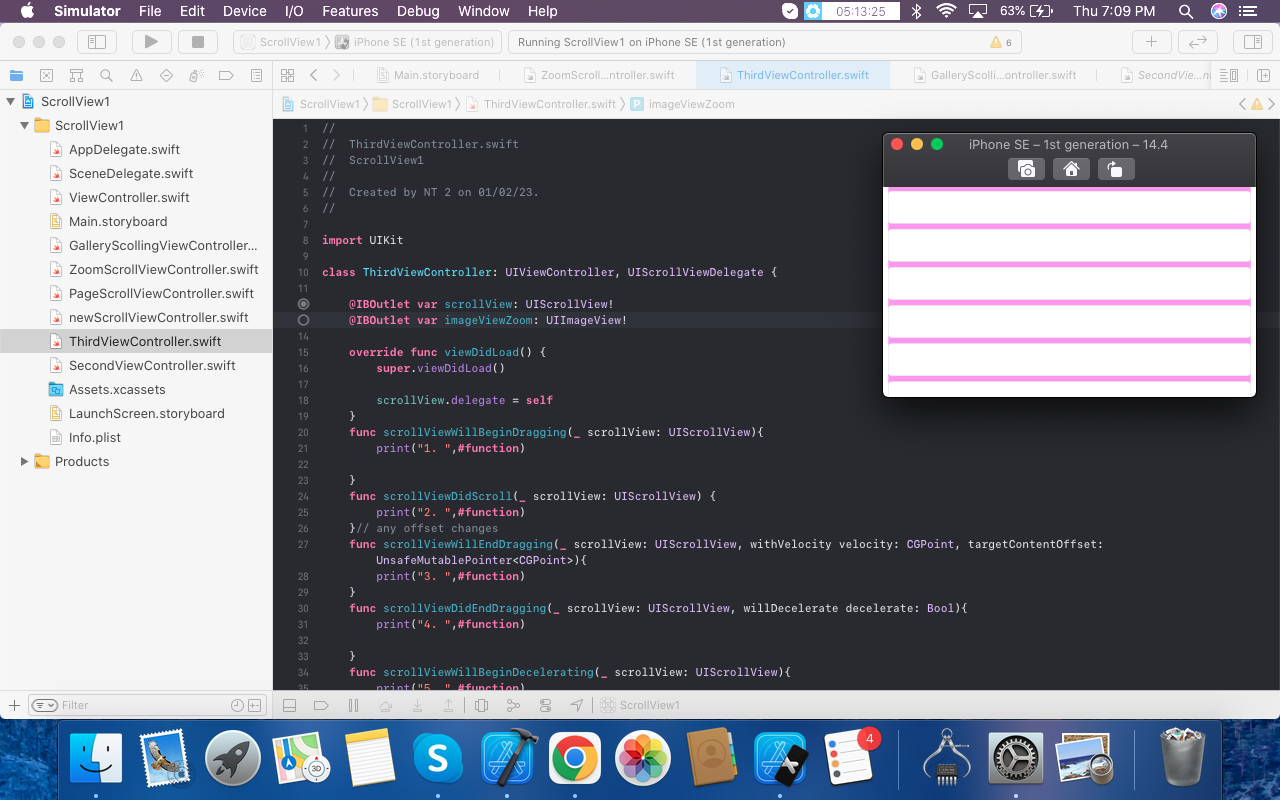 Simulator File Edit Device I/O Features Debug Window Help 05:13:25 63% Thu 7:09 PM
ScrollView1 iPhone SE (1st generation) Running ScrollView1 on iPhone SE (1st generation) 6
Main.storyboard ZoomScroll...ntroller.swift ThirdViewController.swift GalleryScolli...ontroller.swift
ScrollView1 ScrollView1 ThirdViewController.swift P imageViewZoom
ScrollView1
ScrollView1
AppDelegate.swift
SceneDelegate.swift
ViewController.swift
Main.storyboard
GalleryScollingViewController...
ZoomScrollViewController.swift
PageScrollViewController.swift
newScrollViewController.swift
ThirdViewController.swift
SecondViewController.swift
Assets.xcassets
LaunchScreen.storyboard
Info.plist
Products
Filter
1 //
2 //  ThirdViewController.swift
3 //  ScrollView1
4 //
5 //  Created by NT 2 on 01/02/23.
6 //
7
8 import UIKit
9
10 class ThirdViewController: UIViewController, UIScrollViewDelegate {
11
@IBOutlet var scrollView: UIScrollView!
@IBOutlet var imageViewZoom: UIImageView!
14
15 override func viewDidLoad() {
16 super.viewDidLoad()
17
18 scrollView.delegate = self
19 }
20 func scrollViewWillBeginDragging(_ scrollView: UIScrollView){
21 print("1. ",#function)
22
23 }
24 func scrollViewDidScroll(_ scrollView: UIScrollView) {
25 print("2. ",#function)
26 }// any offset changes
27 func scrollViewWillEndDragging(_ scrollView: UIScrollView, withVelocity velocity: CGPoint, targetContentOffset:
UnsafeMutablePointer<CGPoint>){
28 print("3. ",#function)
29 }
30 func scrollViewDidEndDragging(_ scrollView: UIScrollView, willDecelerate decelerate: Bool){
31 print("4. ",#function)
32
33 }
34 func scrollViewWillBeginDecelerating(_ scrollView: UIScrollView){
35 print("5. ",#function)
iPhone SE – 1st generation – 14.4
ScrollView1
3D
S
4